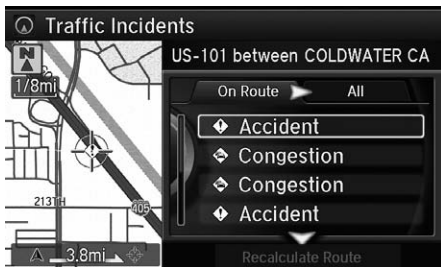 Traffic Incidents
N
US-101 between COLDWATER CA
1/8mi
On Route
All
Accident
Congestion
Congestion
Accident
213TH
405
3.8mi
Recalculate Route